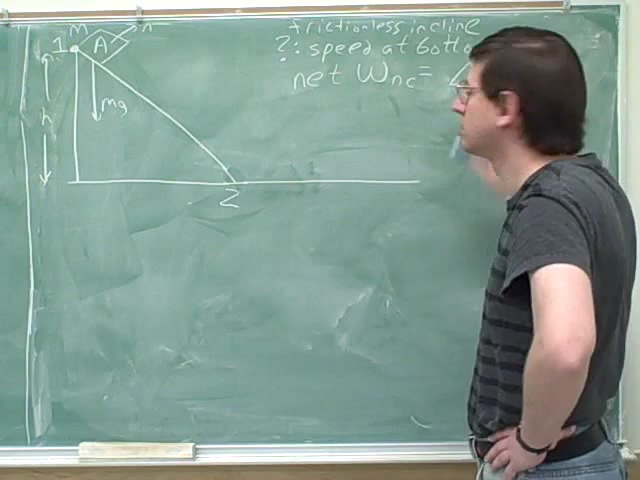 m n
1 A
h mg
2
frictionless incline
?: speed at botto
net Wnc =